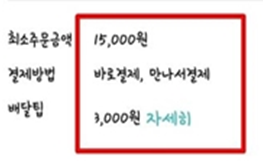 최소주문금액 15,000원
결제방법 바로결제, 만나서결제
배달팁 3,000원 자세히